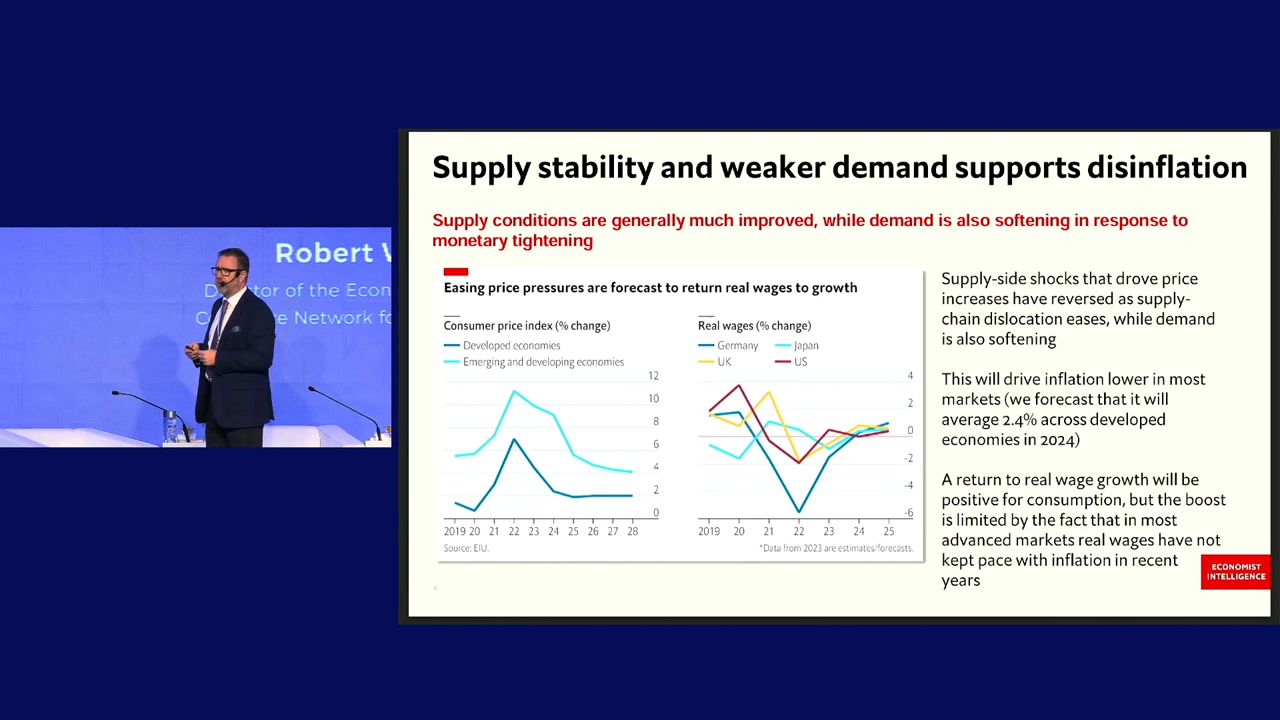 Robert
of the Econ
Network fo
Supply stability and weaker demand supports disinflation
Supply conditions are generally much improved, while demand is also softening in response to
monetary tightening
Easing price pressures are forecast to return real wages to growth
Consumer price index (% change)
Developed economies
Emerging and developing economies
12
10
8
6
4
2
0
2019 20 21 22 23 24 25 26 27 28
Source: EIU.
Real wages (% change)
Germany Japan
UK US
4
2
0
-2
-4
-6
2019 20 21 22 23 24 25
*Data from 2023 are estimates/forecasts.
Supply-side shocks that drove price
increases have reversed as supply-
chain dislocation eases, while demand
is also softening
This will drive inflation lower in most
markets (we forecast that it will
average 2.4% across developed
economies in 2024)
A return to real wage growth will be
positive for consumption, but the boost
is limited by the fact that in most
advanced markets real wages have not
kept pace with inflation in recent
years
ECONOMIST
INTELLIGENCE